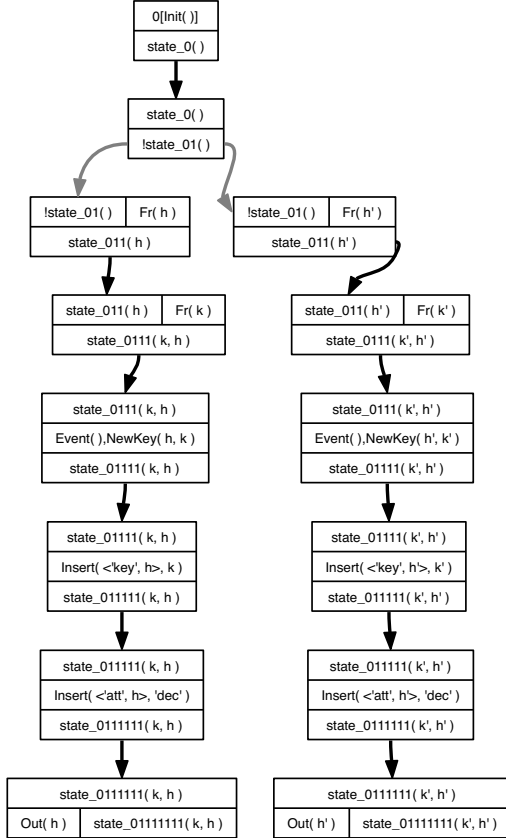 0[Init( )]
state_0( )
state_0( )
!state_01( )
!state_01( ) Fr( h )
state_011( h )
!state_01( ) Fr( h' )
state_011( h' )
state_011( h ) Fr( k )
state_0111( k, h )
state_011( h' ) Fr( k' )
state_0111( k', h' )
state_0111( k, h )
Event( ),NewKey( h, k )
state_01111( k, h )
state_0111( k', h' )
Event( ),NewKey( h', k' )
state_01111( k', h' )
state_01111( k, h )
Insert( <'key', h>, k )
state_011111( k, h )
state_01111( k', h' )
Insert( <'key', h'>, k' )
state_011111( k', h' )
state_011111( k, h )
Insert( <'att', h>, 'dec' )
state_0111111( k, h )
state_011111( k', h' )
Insert( <'att', h'>, 'dec' )
state_0111111( k', h' )
state_0111111( k, h )
Out( h ) state_01111111( k, h )
state_0111111( k', h' )
Out( h' ) state_01111111( k', h' )